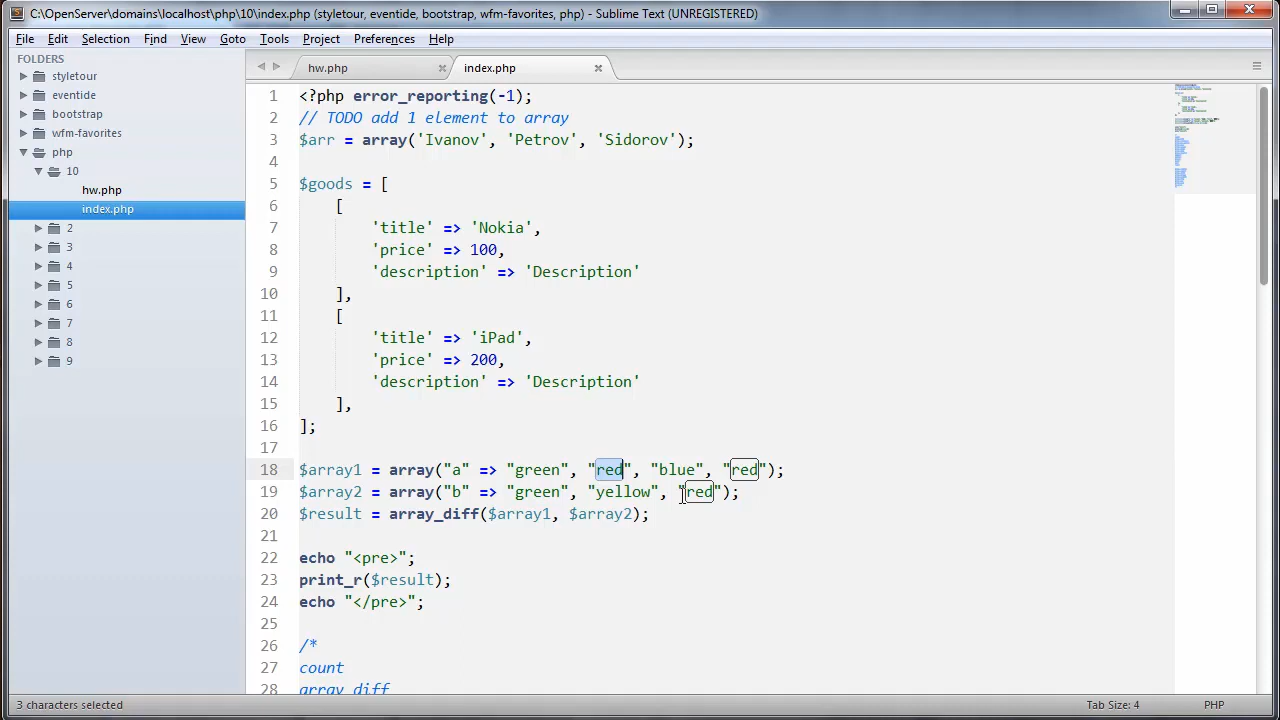 C:\OpenServer\domains\localhost\php\10\index.php (styletour, eventide, bootstrap, wfm-favorites, php) - Sublime Text (UNREGISTERED)
File Edit Selection Find View Goto Tools Project Preferences Help
FOLDERS
styletour
eventide
bootstrap
wfm-favorites
php
10
hw.php
index.php
2
3
4
5
6
7
8
9
hw.php index.php
1 <?php error_reporting(-1);
2 // TODO add 1 element to array
3 $arr = array('Ivanov', 'Petrov', 'Sidorov');
4
5 $goods = [
6 [
7 'title' => 'Nokia',
8 'price' => 100,
9 'description' => 'Description'
10 ],
11 [
12 'title' => 'iPad',
13 'price' => 200,
14 'description' => 'Description'
15 ],
16 ];
17
18 $array1 = array("a" => "green", "red", "blue", "red");
19 $array2 = array("b" => "green", "yellow", "red");
20 $result = array_diff($array1, $array2);
21
22 echo "<pre>";
23 print_r($result);
24 echo "</pre>";
25
26 /*
27 count
28 array_diff
3 characters selected Tab Size: 4 PHP